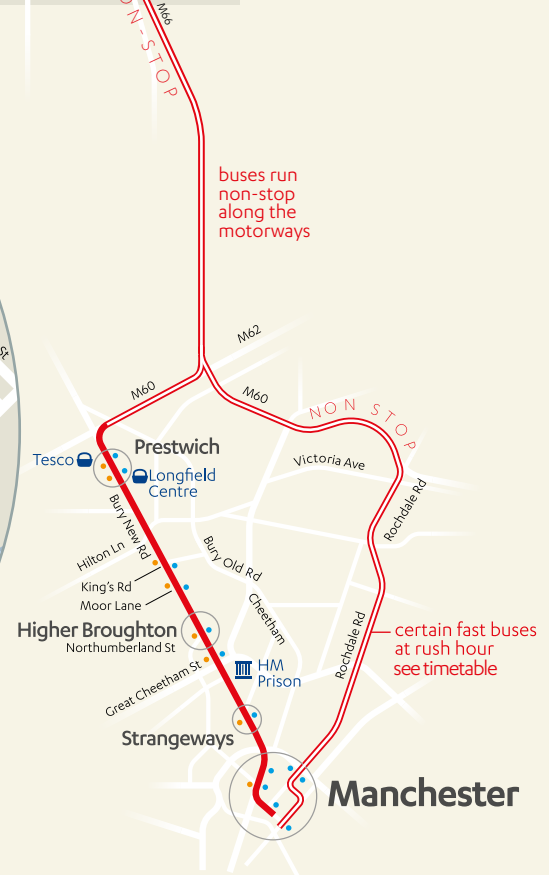 M66
ON-STOP
buses run
non-stop
along the
motorways
M62
M60
M60
NON STOP
Prestwich
Tesco
Longfield
Centre
Victoria Ave
Rochdale Rd
Bury New Rd
Hilton Ln
Bury Old Rd
King's Rd
Moor Lane
Cheetham
Higher Broughton
Northumberland St
Rochdale Rd
certain fast buses
at rush hour
see timetable
HM
Prison
Great Cheetham St
Strangeways
Manchester
St